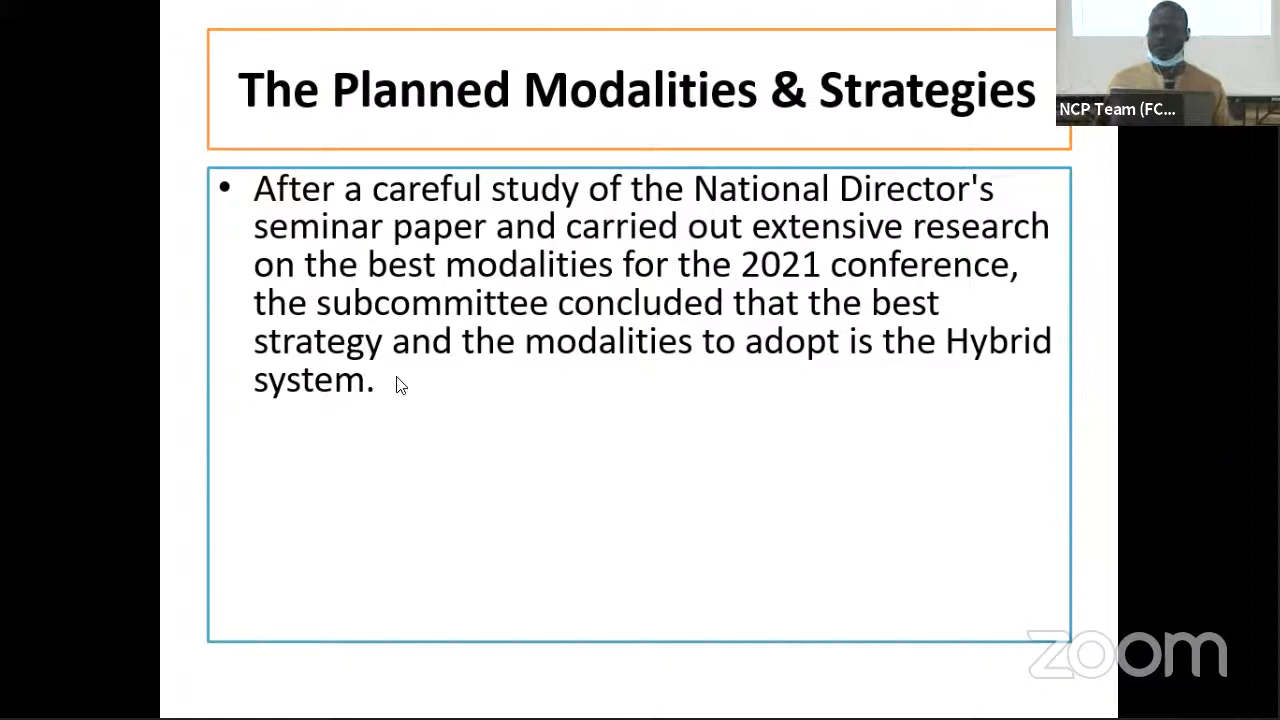 The Planned Modalities & Strategies
NCP Team (FC...
• After a careful study of the National Director's
seminar paper and carried out extensive research
on the best modalities for the 2021 conference,
the subcommittee concluded that the best
strategy and the modalities to adopt is the Hybrid
system.
zoom